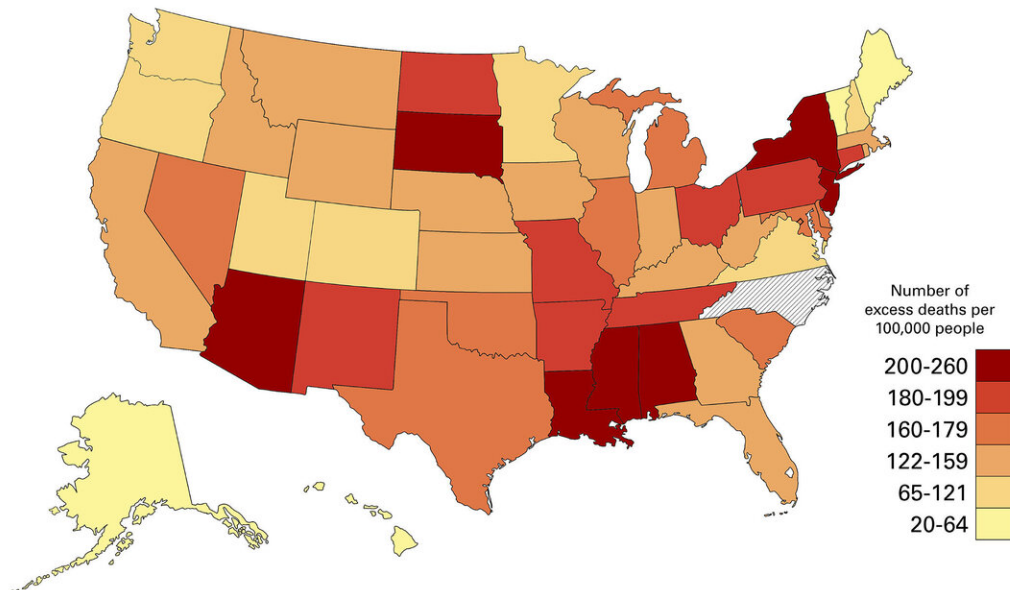 Number of
excess deaths per
100,000 people
200-260
180-199
160-179
122-159
65-121
20-64